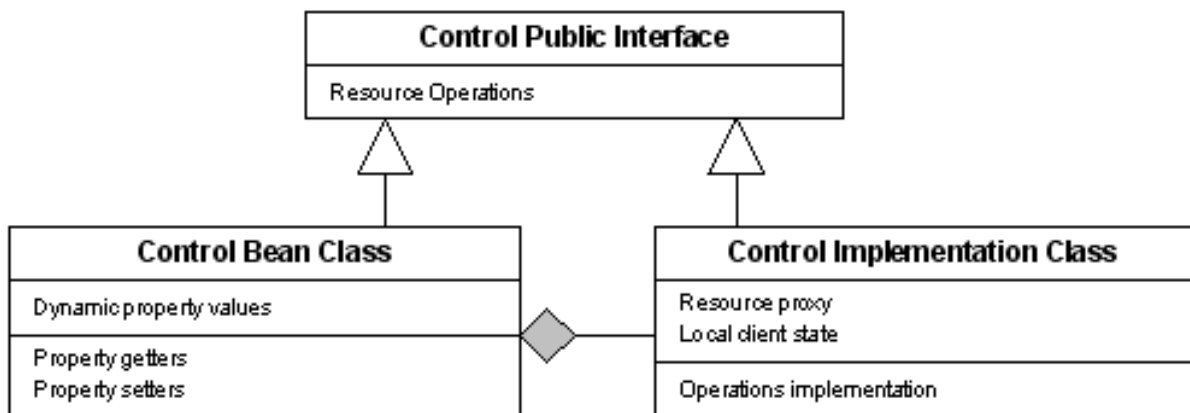 Control Public Interface
Resource Operations
Control Bean Class
Dynamic property values
Property getters
Property setters
Control Implementation Class
Resource proxy
Local client state
Operations implementation